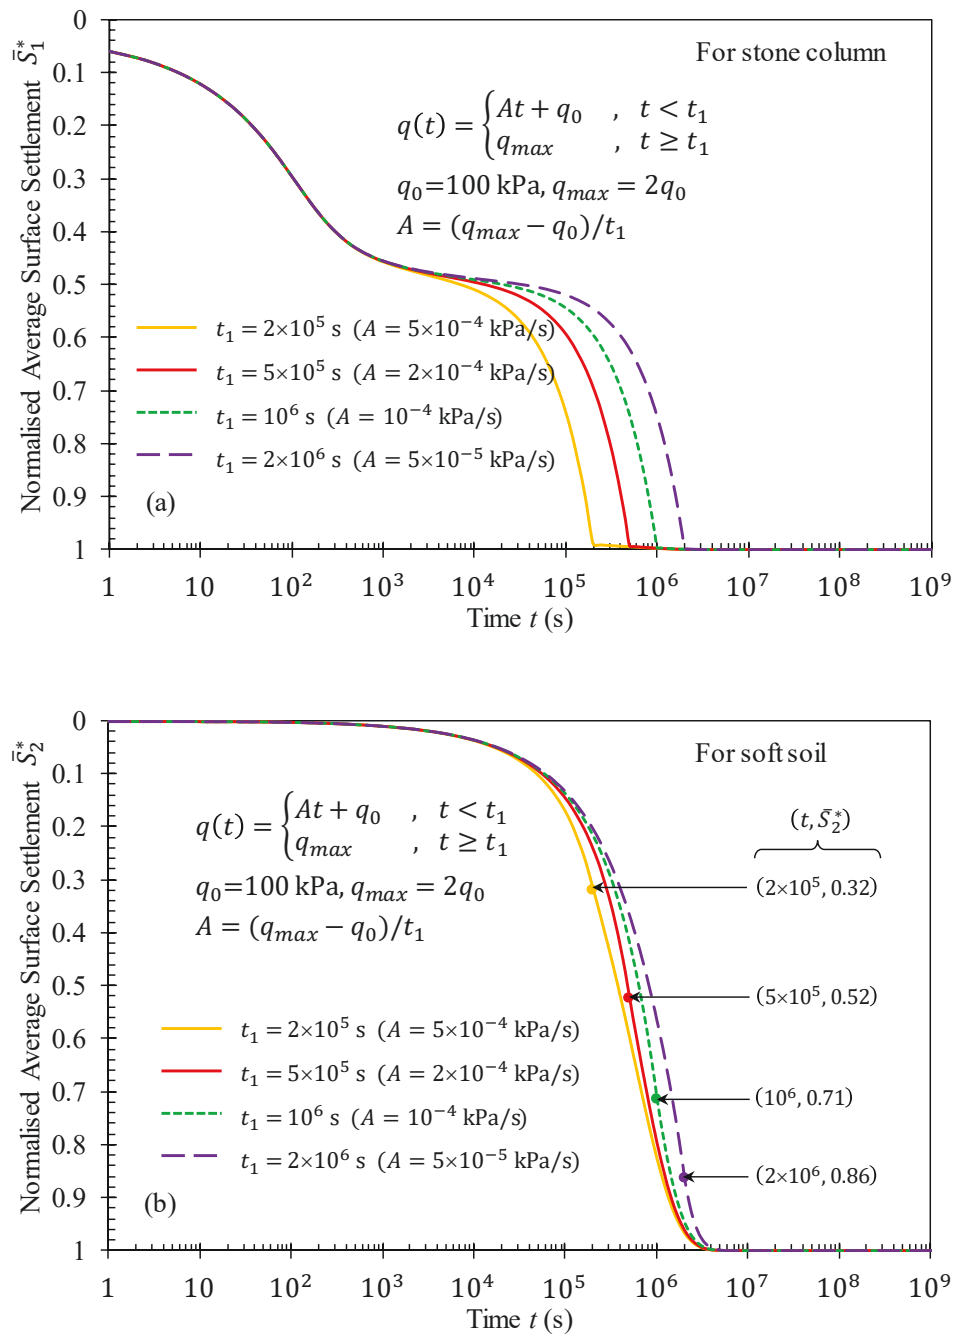 Normalised Average Surface Settlement S̄₁*
0
0.1
0.2
0.3
0.4
0.5
0.6
0.7
0.8
0.9
1
For stone column
q(t) = { At + q₀ , t < t₁
q_max , t ≥ t₁
q₀=100 kPa, q_max = 2q₀
A = (q_max − q₀)/t₁
t₁ = 2×10⁵ s (A = 5×10⁻⁴ kPa/s)
t₁ = 5×10⁵ s (A = 2×10⁻⁴ kPa/s)
t₁ = 10⁶ s (A = 10⁻⁴ kPa/s)
t₁ = 2×10⁶ s (A = 5×10⁻⁵ kPa/s)
(a)
1 10 10² 10³ 10⁴ 10⁵ 10⁶ 10⁷ 10⁸ 10⁹
Time t (s)
Normalised Average Surface Settlement S̄₂*
0
0.1
0.2
0.3
0.4
0.5
0.6
0.7
0.8
0.9
1
For soft soil
q(t) = { At + q₀ , t < t₁
q_max , t ≥ t₁
q₀=100 kPa, q_max = 2q₀
A = (q_max − q₀)/t₁
(t, S̄₂*)
(2×10⁵, 0.32)
(5×10⁵, 0.52)
(10⁶, 0.71)
(2×10⁶, 0.86)
t₁ = 2×10⁵ s (A = 5×10⁻⁴ kPa/s)
t₁ = 5×10⁵ s (A = 2×10⁻⁴ kPa/s)
t₁ = 10⁶ s (A = 10⁻⁴ kPa/s)
t₁ = 2×10⁶ s (A = 5×10⁻⁵ kPa/s)
(b)
1 10 10² 10³ 10⁴ 10⁵ 10⁶ 10⁷ 10⁸ 10⁹
Time t (s)